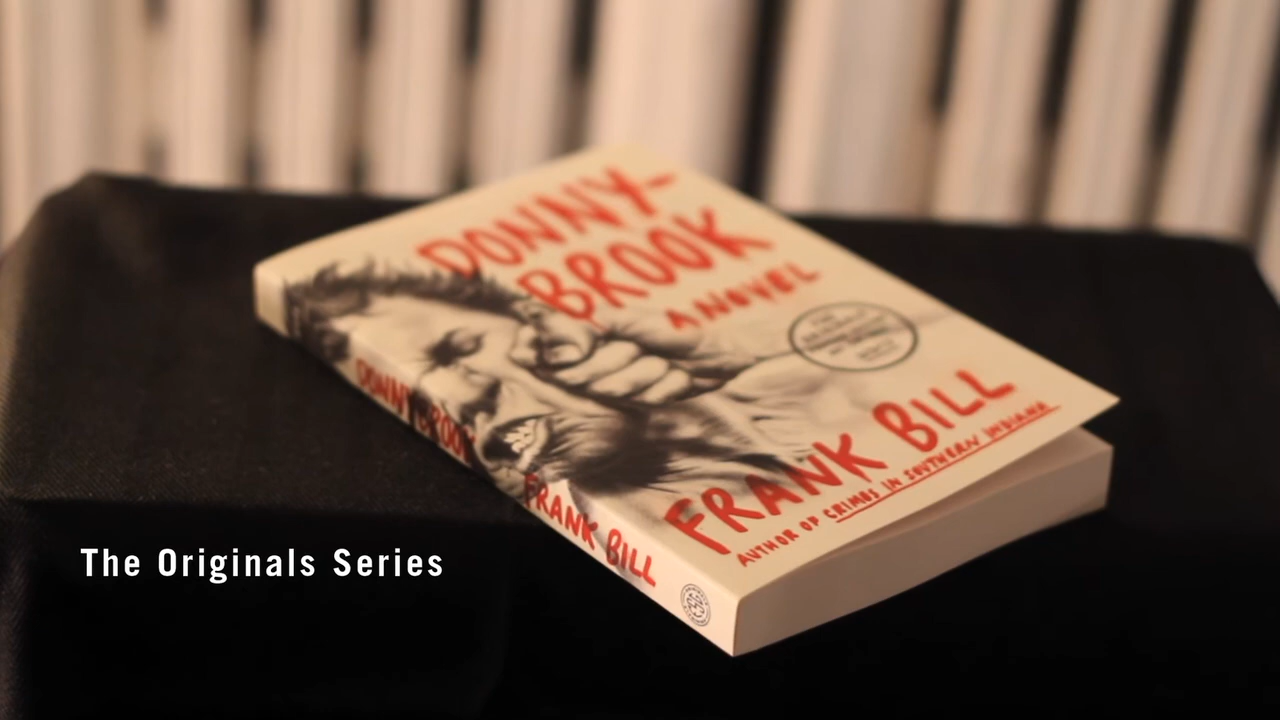 DONNY-
BROOK
A NOVEL
FRANK BILL
AUTHOR OF CRIMES IN SOUTHERN INDIANA
DONNYBROOK
FRANK BILL
The Originals Series